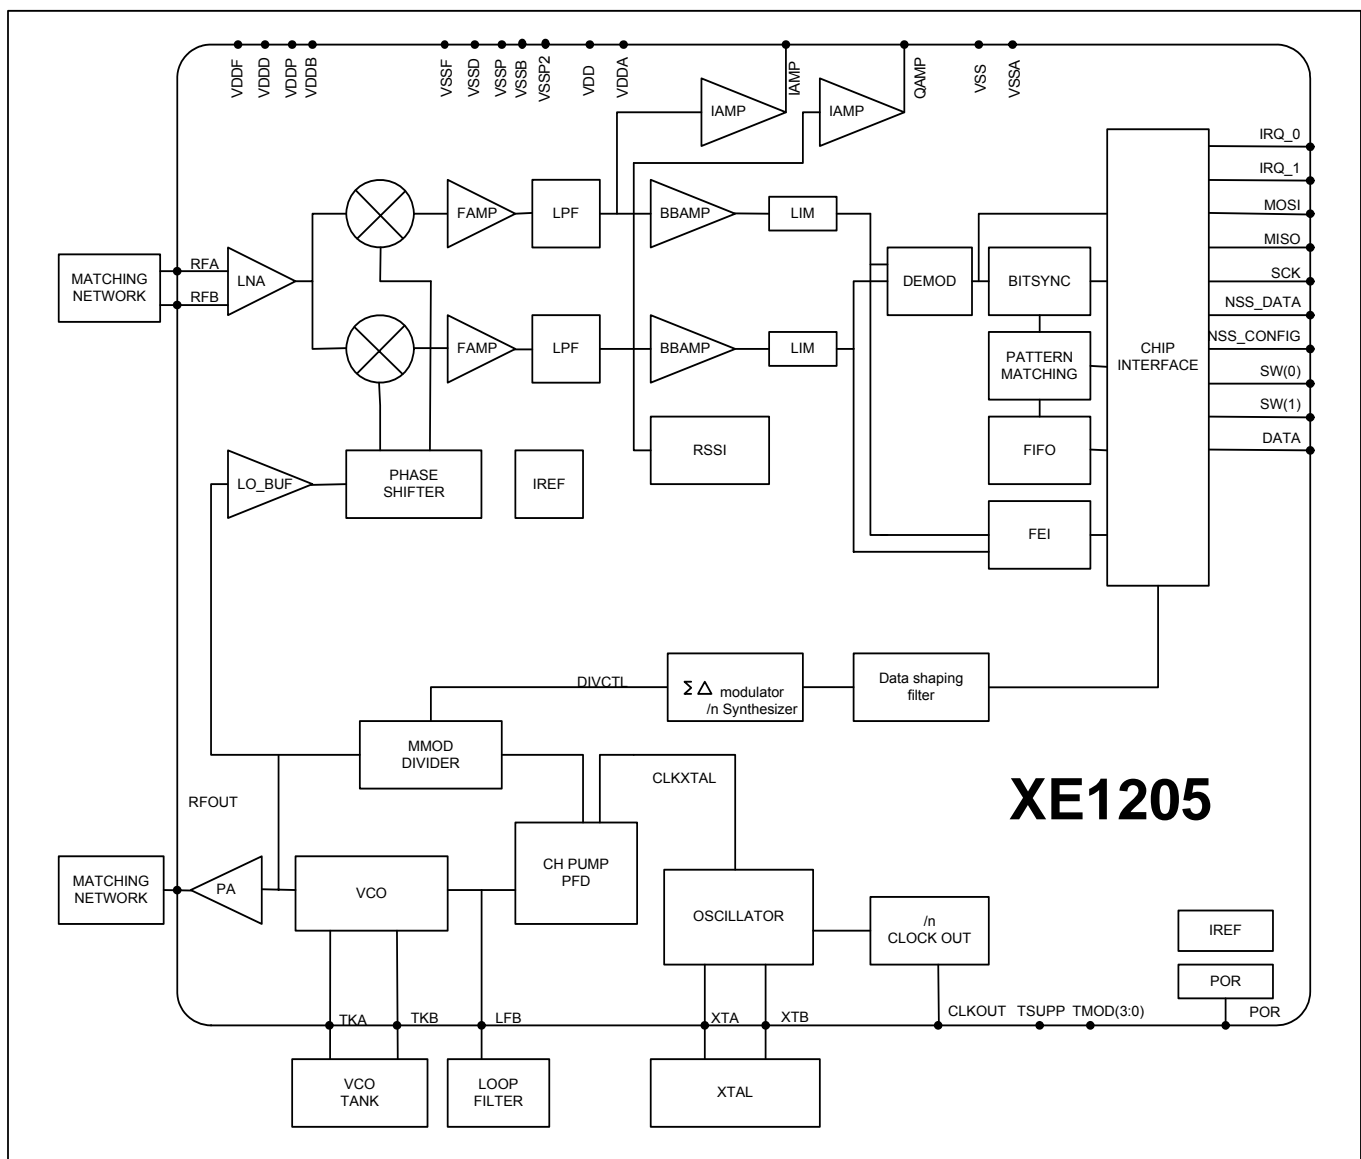 VDDF
VDDD
VDDP
VDDB
VSSF
VSSD
VSSP
VSSB
VSSP2
VDD
VDDA
IAMP
QAMP
VSS
VSSA
IAMP
IAMP
IRQ_0
IRQ_1
MOSI
MISO
SCK
NSS_DATA
NSS_CONFIG
SW(0)
SW(1)
DATA
MATCHING
NETWORK
RFA
RFB
LNA
FAMP
LPF
BBAMP
LIM
DEMOD
BITSYNC
FAMP
LPF
BBAMP
LIM
PATTERN
MATCHING
CHIP
INTERFACE
LO_BUF
PHASE
SHIFTER
IREF
RSSI
FIFO
FEI
DIVCTL
Σ Δ modulator
/n Synthesizer
Data shaping
filter
MMOD
DIVIDER
CLKXTAL
RFOUT
XE1205
MATCHING
NETWORK
PA
VCO
CH PUMP
PFD
OSCILLATOR
/n
CLOCK OUT
IREF
POR
TKA
TKB
LFB
XTA
XTB
CLKOUT
TSUPP
TMOD(3:0)
POR
VCO
TANK
LOOP
FILTER
XTAL